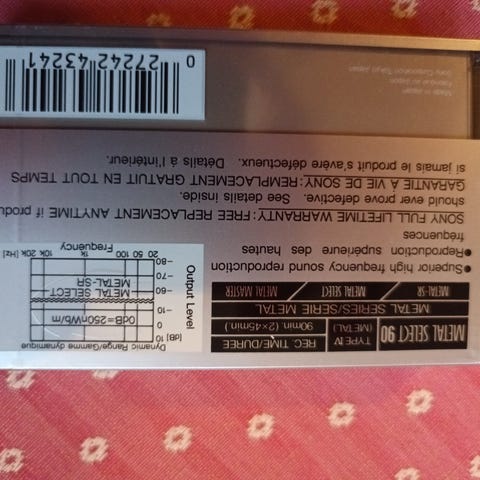 METAL SELECT 90
TYPE IV
(METAL)
REC. TIME/DURÉE
90min (2×45min)
METAL SERIES/SÉRIE METAL
METAL-SR / METAL SELECT / METAL MASTER
•Superior high frequency sound reproduction
•Reproduction supérieure des hautes
fréquences
SONY FULL LIFETIME WARRANTY: FREE REPLACEMENT ANYTIME if produ
should ever prove defective. See details inside.
GARANTIE À VIE DE SONY: REMPLACEMENT GRATUIT EN TOUT TEMPS
si jamais le produit s'avère défectueux. Détails à l'intérieur.
Dynamic Range/Gamme dynamique
[dB] 10
0
-10
-60
-70
-80
0dB=250nWb/m
METAL SELECT
METAL-SR
Output Level
20 50 100 1k 10k 20k [Hz]
Frequency
Made in Japan
Fabriqué au Japon
Sony Corporation Tokyo Japan
0 27242 43241